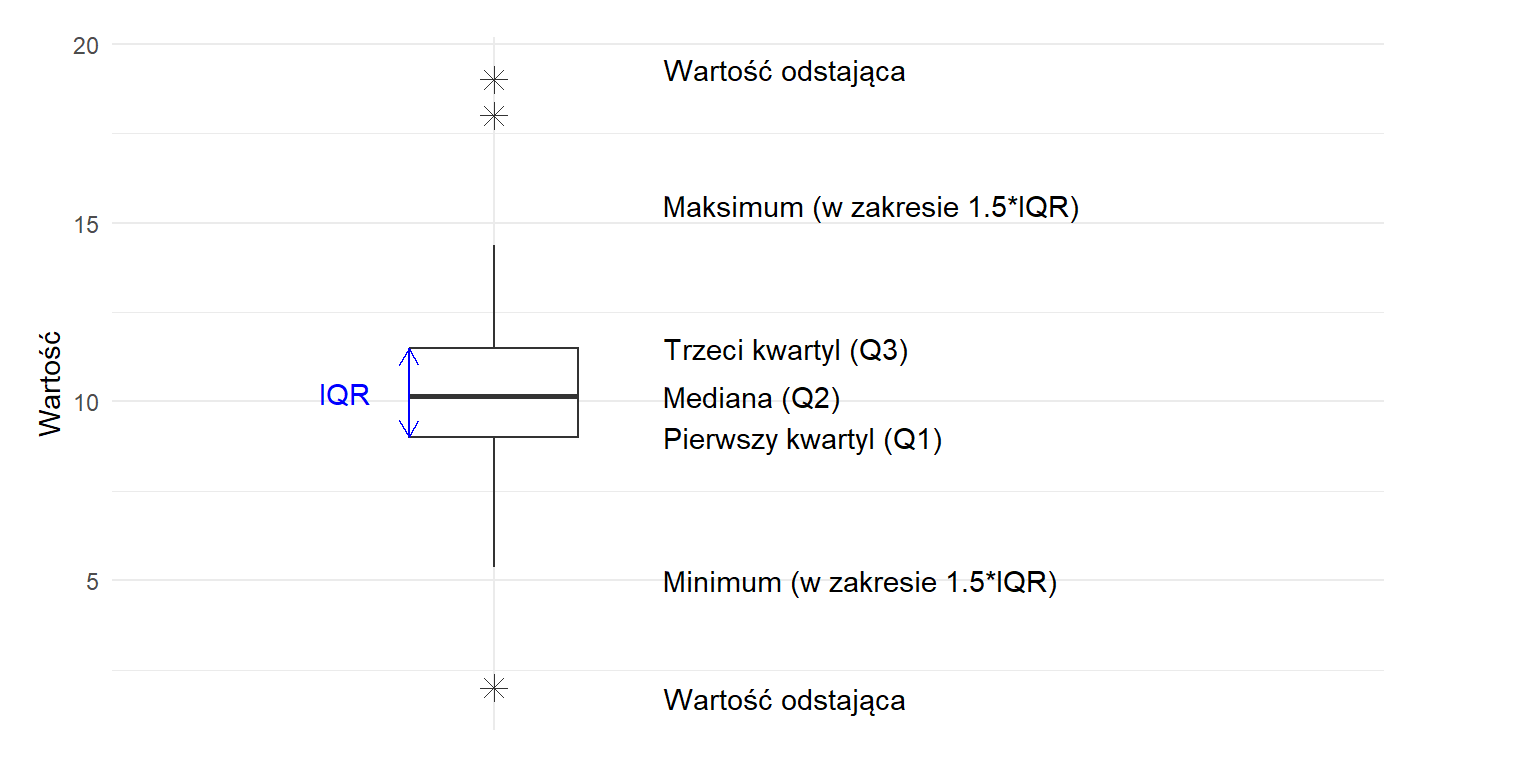 20
Wartość odstająca
Maksimum (w zakresie 1.5*IQR)
15
Trzeci kwartyl (Q3)
Wartość
IQR
10
Mediana (Q2)
Pierwszy kwartyl (Q1)
5
Minimum (w zakresie 1.5*IQR)
Wartość odstająca